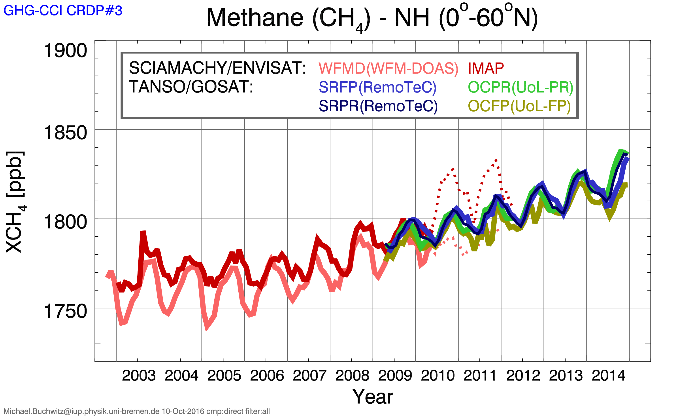 GHG-CCI CRDP#3
Methane (CH4) - NH (0°-60°N)
1900
SCIAMACHY/ENVISAT: WFMD(WFM-DOAS) IMAP
TANSO/GOSAT: SRFP(RemoTeC) OCPR(UoL-PR)
SRPR(RemoTeC) OCFP(UoL-FP)
1850
XCH4 [ppb]
1800
1750
2003 2004 2005 2006 2007 2008 2009 2010 2011 2012 2013 2014
Year
Michael.Buchwitz@iup.physik.uni-bremen.de 10-Oct-2016 cmp:direct filter:all